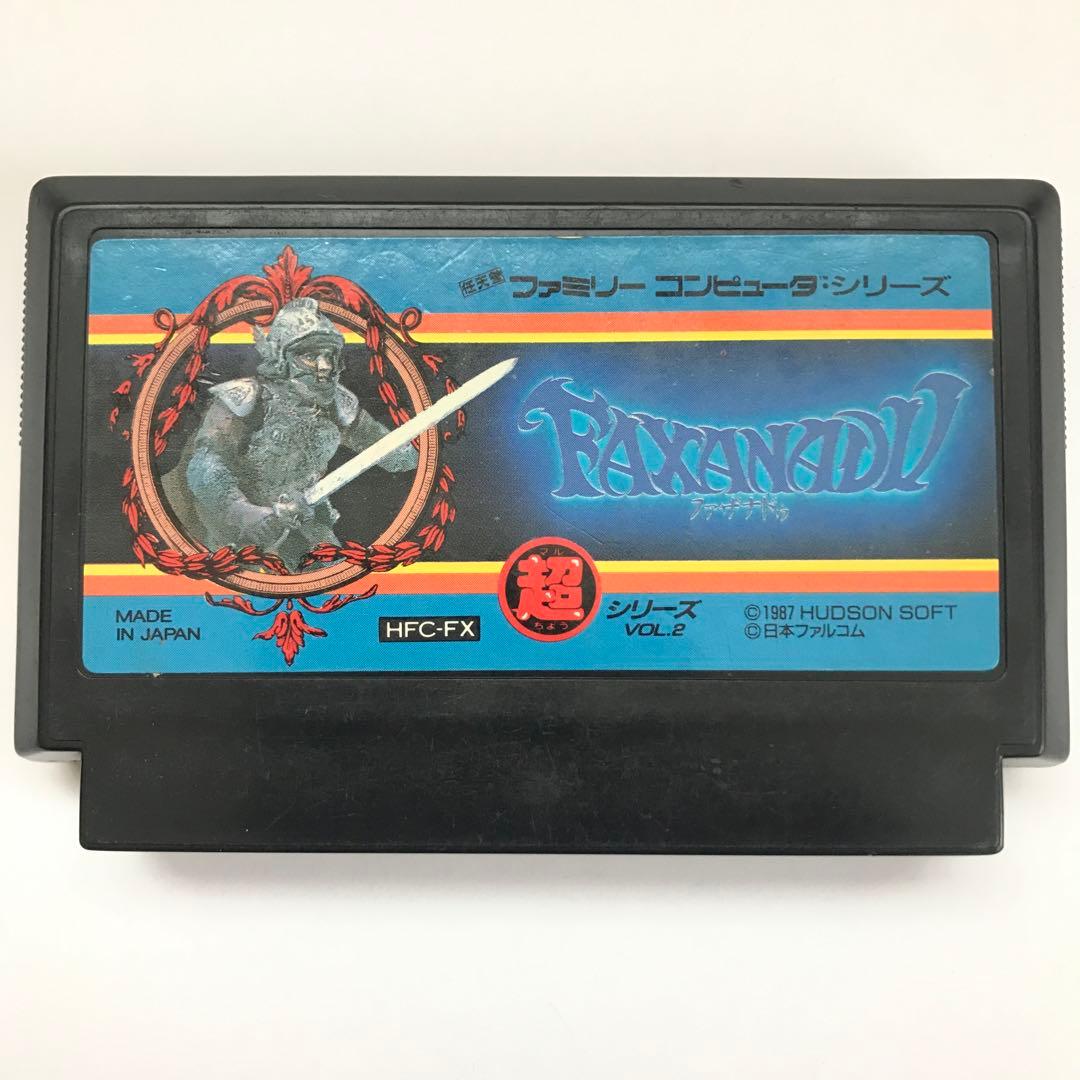 任天堂 ファミリー コンピュータ・シリーズ
FAXANADU
ファザナドゥ
マル
超
ちょう
シリーズ
VOL.2
MADE
IN JAPAN
HFC-FX
©1987 HUDSON SOFT
©日本ファルコム